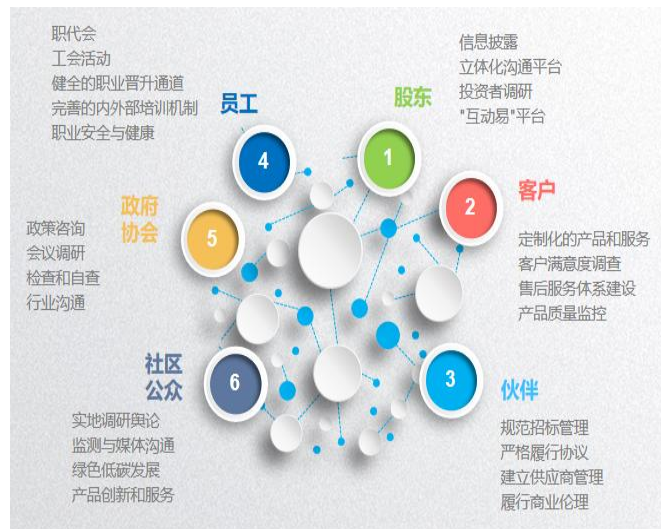 职代会
工会活动
健全的职业晋升通道
完善的内外部培训机制
职业安全与健康
员工
4
股东
1
信息披露
立体化沟通平台
投资者调研
"互动易"平台
客户
2
定制化的产品和服务
客户满意度调查
售后服务体系建设
产品质量监控
政府
协会
5
政策咨询
会议调研
检查和自查
行业沟通
社区
公众
6
实地调研舆论
监测与媒体沟通
绿色低碳发展
产品创新和服务
3
伙伴
规范招标管理
严格履行协议
建立供应商管理
履行商业伦理